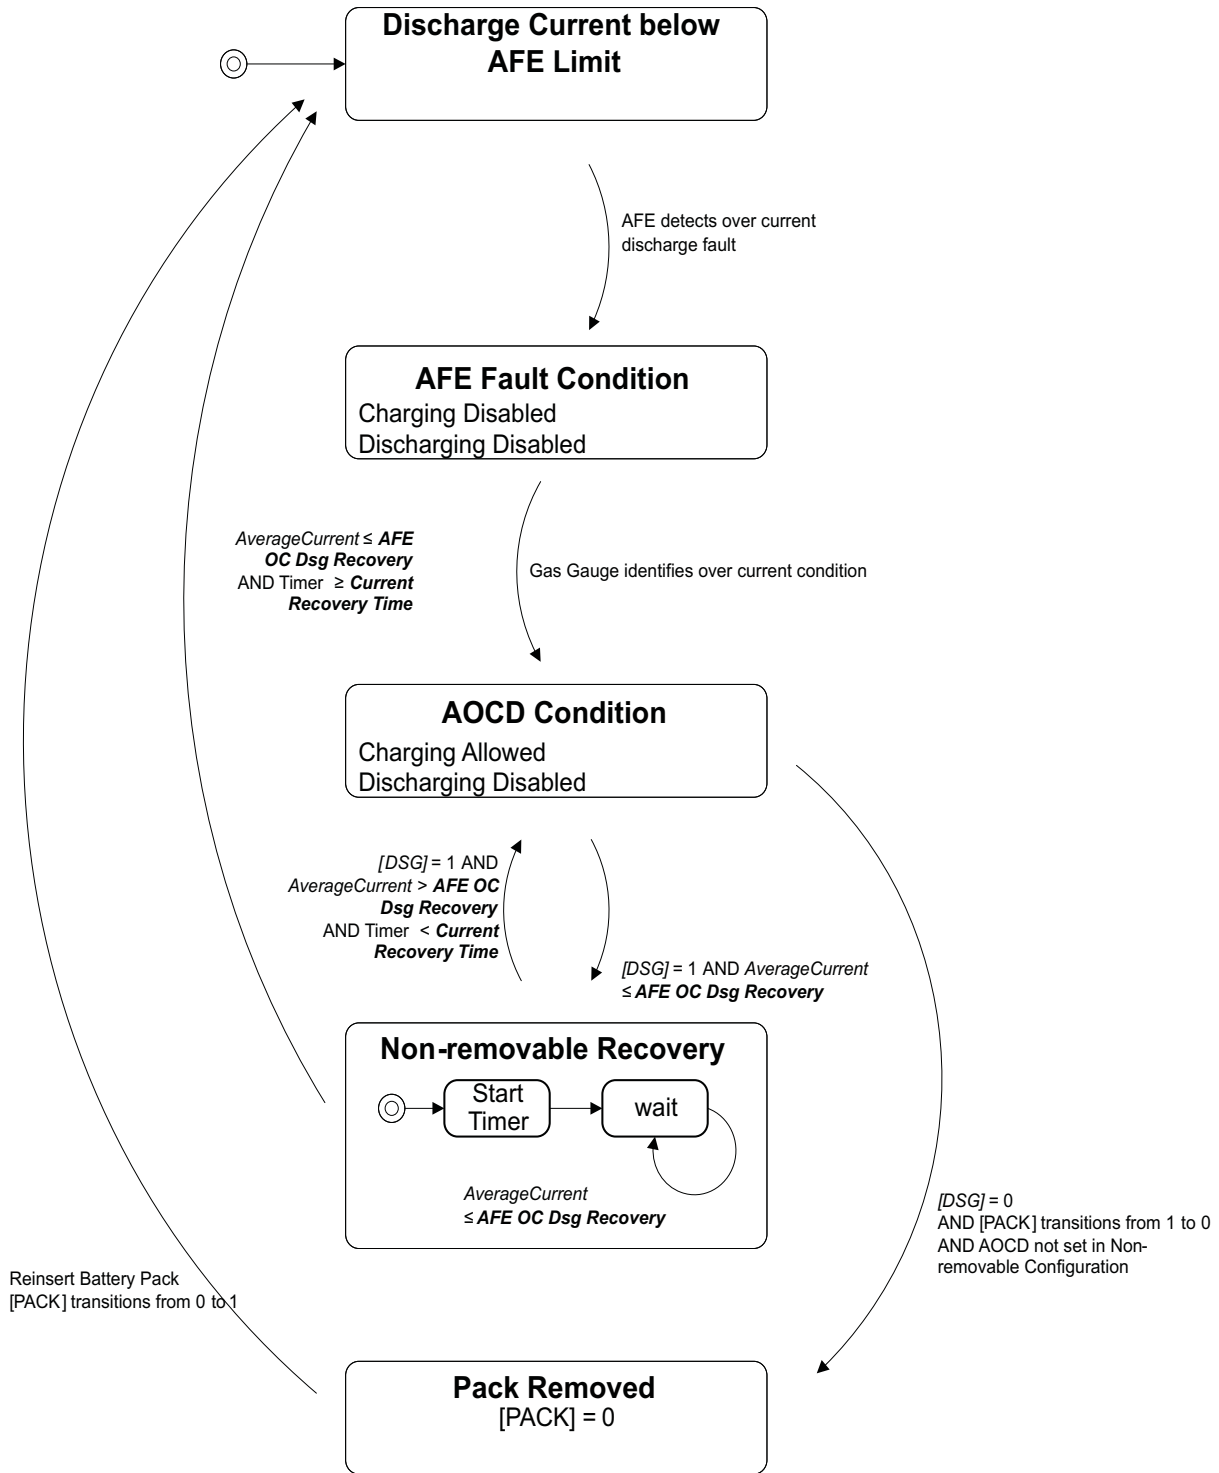 Discharge Current below
AFE Limit
AFE detects over current
discharge fault
AFE Fault Condition
Charging Disabled
Discharging Disabled
AverageCurrent ≤ AFE
OC Dsg Recovery
AND Timer ≥ Current
Recovery Time
Gas Gauge identifies over current condition
AOCD Condition
Charging Allowed
Discharging Disabled
[DSG] = 1 AND
AverageCurrent > AFE OC
Dsg Recovery
AND Timer < Current
Recovery Time
[DSG] = 1 AND AverageCurrent
≤ AFE OC Dsg Recovery
Non-removable Recovery
Start
Timer
wait
AverageCurrent
≤ AFE OC Dsg Recovery
[DSG] = 0
AND [PACK] transitions from 1 to 0
AND AOCD not set in Non-
removable Configuration
Reinsert Battery Pack
[PACK] transitions from 0 to 1
Pack Removed
[PACK] = 0